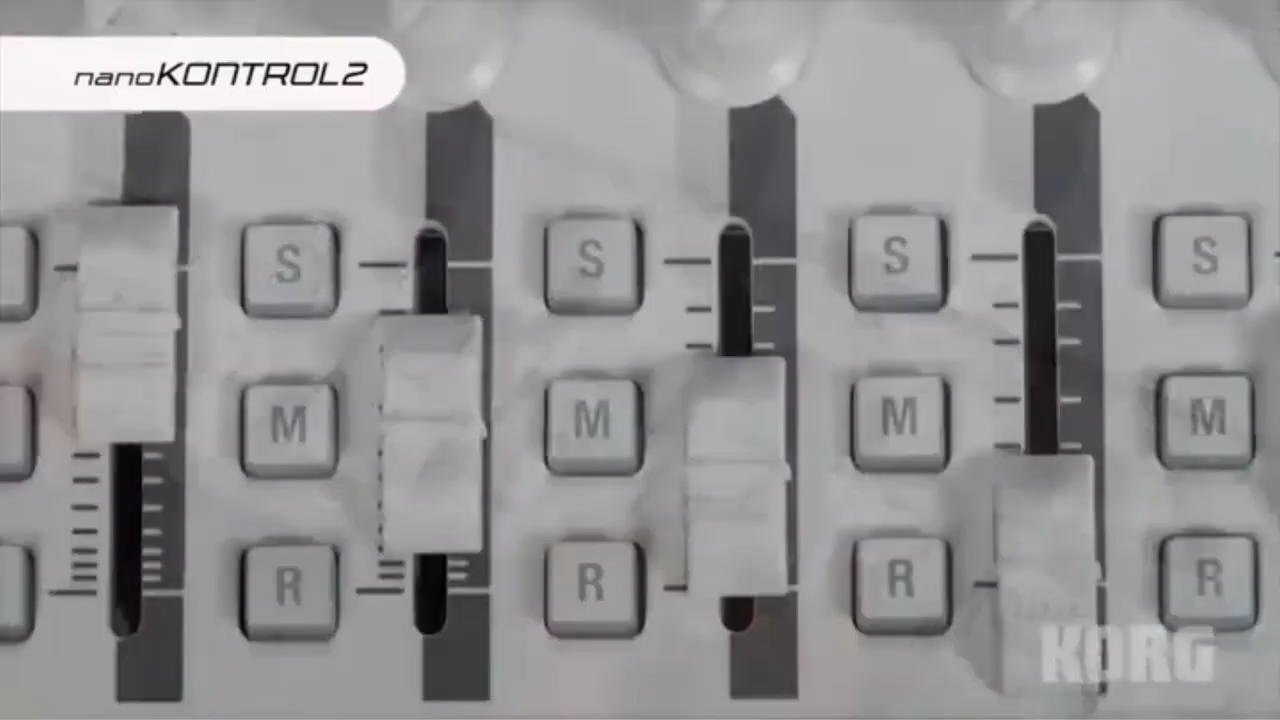 nanoKONTROL2
S S S S
M M M M
R R R R
KORG